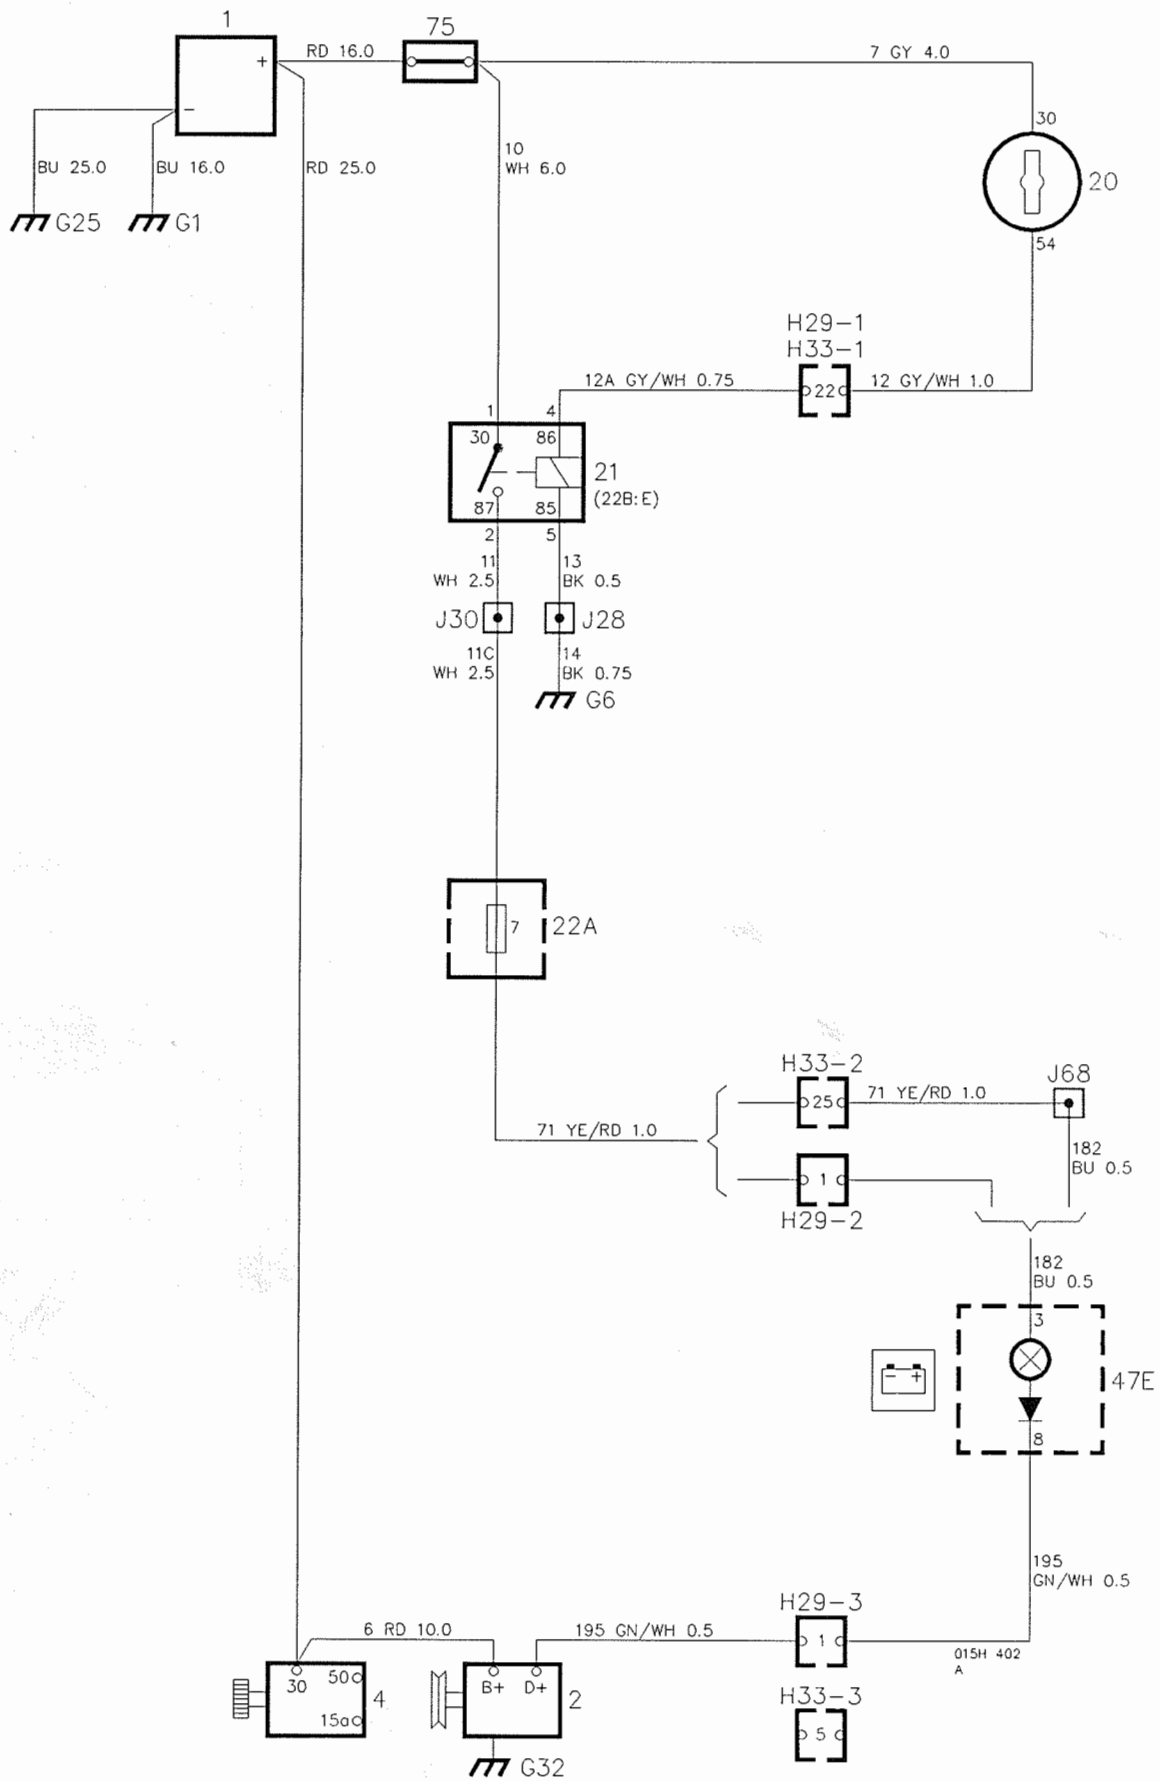 1
75
+
RD 16.0
7 GY 4.0
−
BU 25.0
BU 16.0
RD 25.0
10
WH 6.0
30
20
G25
G1
54
H29-1
H33-1
12A GY/WH 0.75
22
12 GY/WH 1.0
1
4
30
86
21
(22B:E)
87
85
2
5
11
WH 2.5
13
BK 0.5
J30
J28
11C
WH 2.5
14
BK 0.75
G6
7
22A
H33-2
J68
25
71 YE/RD 1.0
71 YE/RD 1.0
182
BU 0.5
1
H29-2
182
BU 0.5
3
− +
47E
8
195
GN/WH 0.5
H29-3
6 RD 10.0
195 GN/WH 0.5
1
015H 402
A
30
50
15a
4
B+
D+
2
H33-3
5
G32